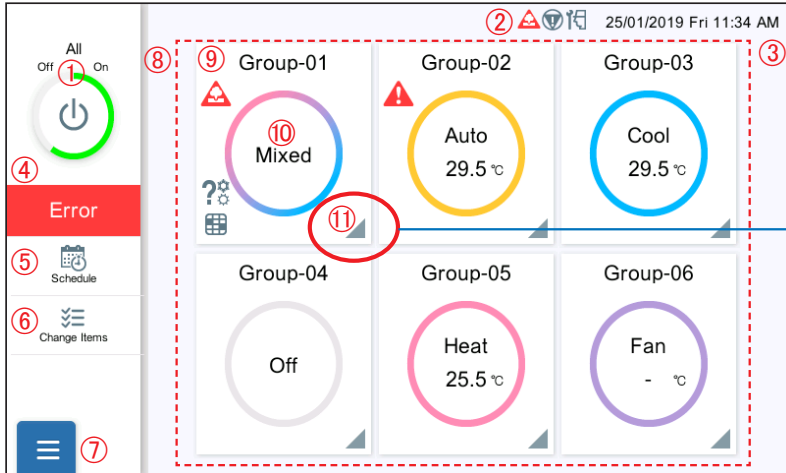 ② 25/01/2019 Fri 11:34 AM
All
Off ① On
④
Error
⑤
Schedule
⑥
Change Items
⑦
⑧ ③
⑨ Group-01
⑩
Mixed
⑪
Group-02
Auto
29.5 ℃
Group-03
Cool
29.5 ℃
Group-04
Off
Group-05
Heat
25.5 ℃
Group-06
Fan
- ℃